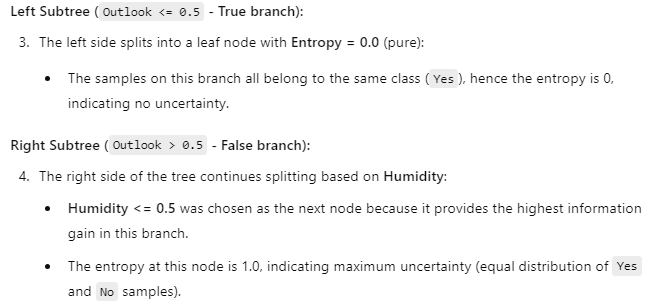 Left Subtree ( Outlook <= 0.5 - True branch):
3. The left side splits into a leaf node with Entropy = 0.0 (pure):
• The samples on this branch all belong to the same class ( Yes ), hence the entropy is 0,
indicating no uncertainty.
Right Subtree ( Outlook > 0.5 - False branch):
4. The right side of the tree continues splitting based on Humidity:
• Humidity <= 0.5 was chosen as the next node because it provides the highest information
gain in this branch.
• The entropy at this node is 1.0, indicating maximum uncertainty (equal distribution of Yes
and No samples).